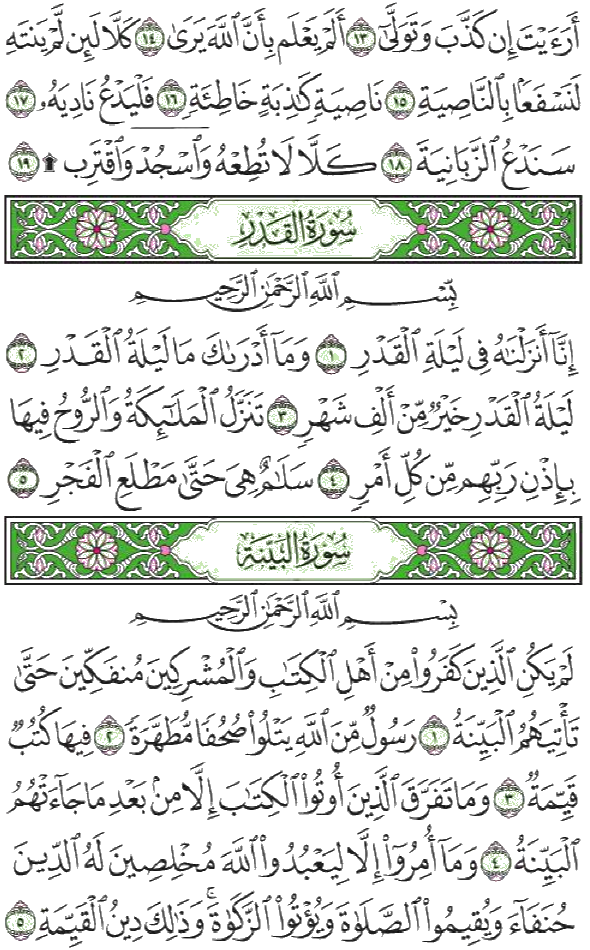 أَرَءَيْتَ إِن كَذَّبَ وَتَوَلَّىٰٓ ١٣ أَلَمْ يَعْلَم بِأَنَّ ٱللَّهَ يَرَىٰ ١٤ كَلَّا لَئِن لَّمْ يَنتَهِ
لَنَسْفَعًۢا بِٱلنَّاصِيَةِ ١٥ نَاصِيَةٍ كَـٰذِبَةٍ خَاطِئَةٍ ١٦ فَلْيَدْعُ نَادِيَهُۥ ١٧
سَنَدْعُ ٱلزَّبَانِيَةَ ١٨ كَلَّا لَا تُطِعْهُ وَٱسْجُدْ وَٱقْتَرِب ۩ ١٩
سُورَةُ القَدْرِ
بِسْمِ ٱللَّهِ ٱلرَّحْمَـٰنِ ٱلرَّحِيمِ
إِنَّآ أَنزَلْنَـٰهُ فِى لَيْلَةِ ٱلْقَدْرِ ١ وَمَآ أَدْرَىٰكَ مَا لَيْلَةُ ٱلْقَدْرِ ٢
لَيْلَةُ ٱلْقَدْرِ خَيْرٌ مِّنْ أَلْفِ شَهْرٍ ٣ تَنَزَّلُ ٱلْمَلَـٰٓئِكَةُ وَٱلرُّوحُ فِيهَا
بِإِذْنِ رَبِّهِم مِّن كُلِّ أَمْرٍ ٤ سَلَـٰمٌ هِىَ حَتَّىٰ مَطْلَعِ ٱلْفَجْرِ ٥
سُورَةُ البَيِّنَةِ
بِسْمِ ٱللَّهِ ٱلرَّحْمَـٰنِ ٱلرَّحِيمِ
لَمْ يَكُنِ ٱلَّذِينَ كَفَرُوا۟ مِنْ أَهْلِ ٱلْكِتَـٰبِ وَٱلْمُشْرِكِينَ مُنفَكِّينَ حَتَّىٰ
تَأْتِيَهُمُ ٱلْبَيِّنَةُ ١ رَسُولٌ مِّنَ ٱللَّهِ يَتْلُوا۟ صُحُفًا مُّطَهَّرَةً ٢ فِيهَا كُتُبٌ
قَيِّمَةٌ ٣ وَمَا تَفَرَّقَ ٱلَّذِينَ أُوتُوا۟ ٱلْكِتَـٰبَ إِلَّا مِنۢ بَعْدِ مَا جَآءَتْهُمُ
ٱلْبَيِّنَةُ ٤ وَمَآ أُمِرُوٓا۟ إِلَّا لِيَعْبُدُوا۟ ٱللَّهَ مُخْلِصِينَ لَهُ ٱلدِّينَ
حُنَفَآءَ وَيُقِيمُوا۟ ٱلصَّلَوٰةَ وَيُؤْتُوا۟ ٱلزَّكَوٰةَ ۚ وَذَٰلِكَ دِينُ ٱلْقَيِّمَةِ ٥